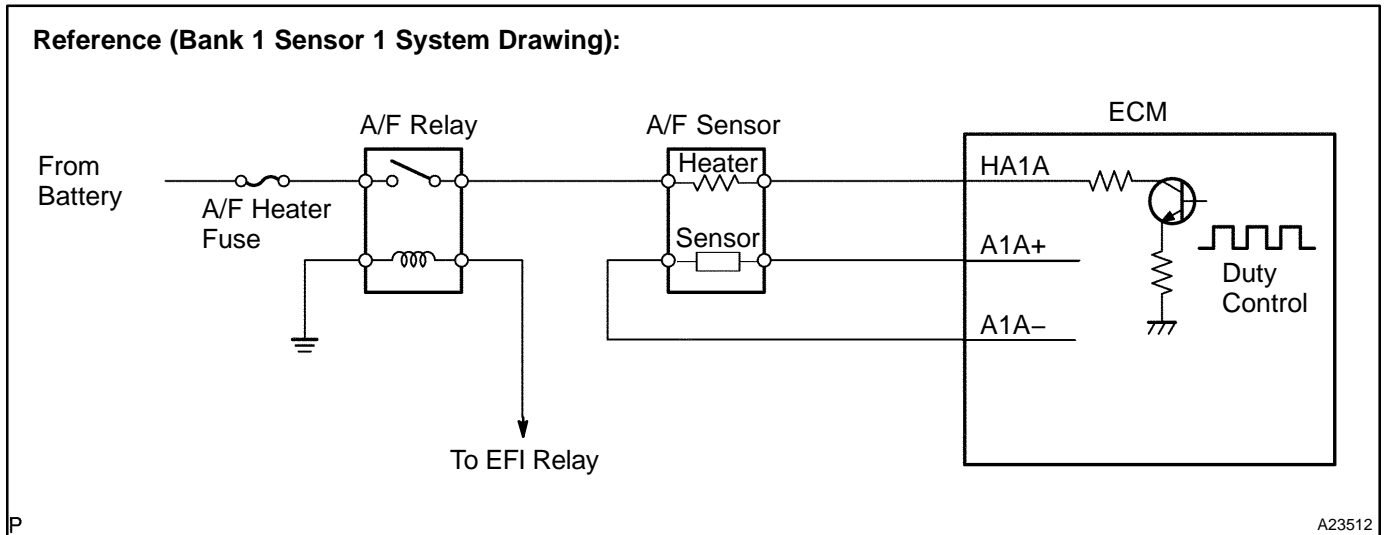 Reference (Bank 1 Sensor 1 System Drawing):
ECM
A/F Relay
A/F Sensor
From
Battery
A/F Heater
Fuse
Heater
Sensor
HA1A
A1A+
A1A−
Duty
Control
To EFI Relay
P
A23512